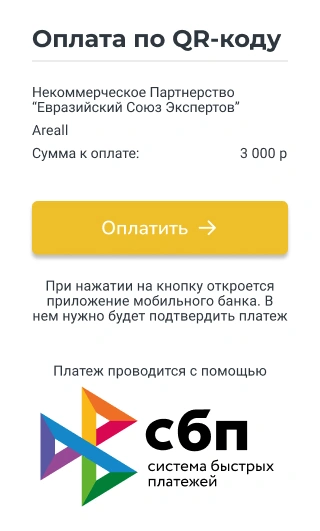 Оплата по QR-коду
Некоммерческое Партнерство
“Евразийский Союз Экспертов”
Areall
Сумма к оплате: 3 000 р
Оплатить →
При нажатии на кнопку откроется
приложение мобильного банка. В
нем нужно будет подтвердить платеж
Платеж проводится с помощью
сбп
система быстрых
платежей